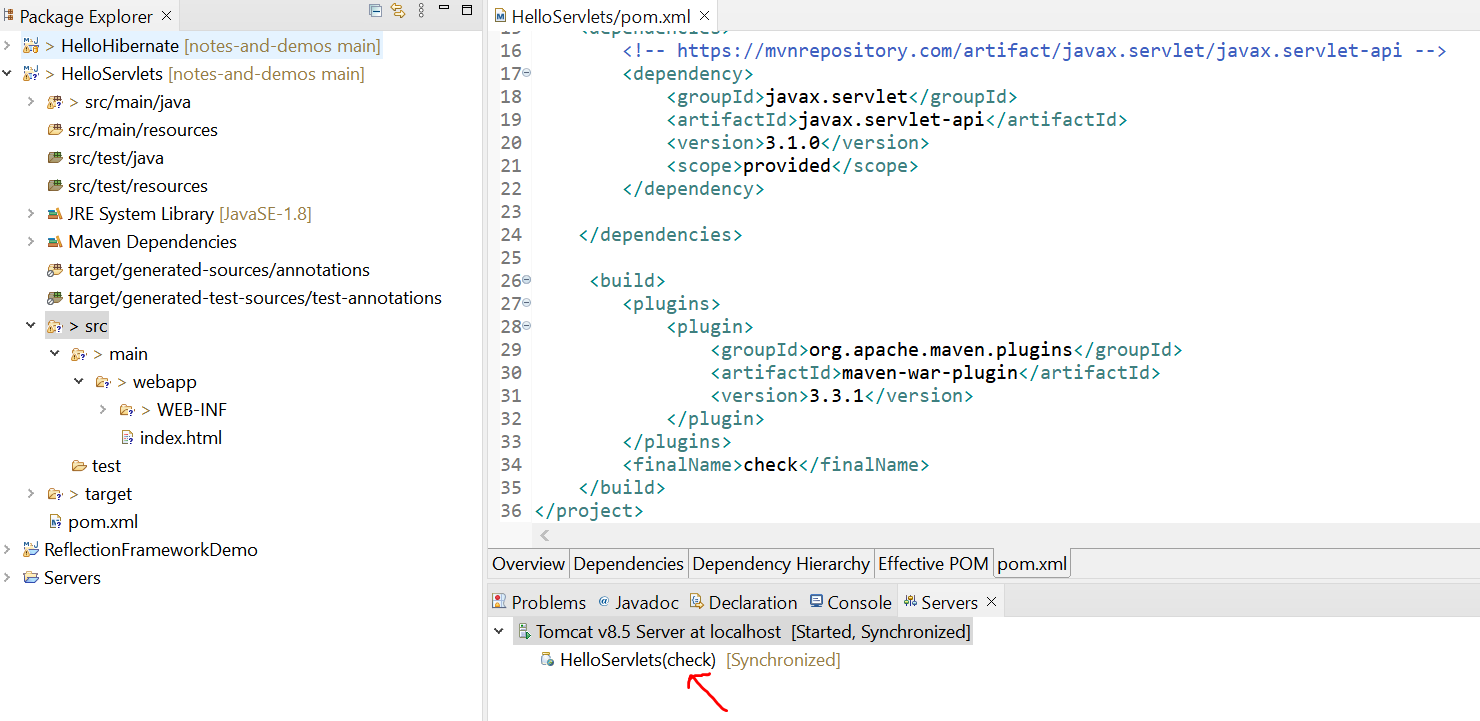 Package Explorer
> HelloHibernate [notes-and-demos main]
> HelloServlets [notes-and-demos main]
> src/main/java
src/main/resources
src/test/java
src/test/resources
JRE System Library [JavaSE-1.8]
Maven Dependencies
target/generated-sources/annotations
target/generated-test-sources/test-annotations
> src
> main
> webapp
> WEB-INF
index.html
test
> target
pom.xml
ReflectionFrameworkDemo
Servers
HelloServlets/pom.xml
15 <dependencies>
16 <!-- https://mvnrepository.com/artifact/javax.servlet/javax.servlet-api -->
17 <dependency>
18 <groupId>javax.servlet</groupId>
19 <artifactId>javax.servlet-api</artifactId>
20 <version>3.1.0</version>
21 <scope>provided</scope>
22 </dependency>
23
24 </dependencies>
25
26 <build>
27 <plugins>
28 <plugin>
29 <groupId>org.apache.maven.plugins</groupId>
30 <artifactId>maven-war-plugin</artifactId>
31 <version>3.3.1</version>
32 </plugin>
33 </plugins>
34 <finalName>check</finalName>
35 </build>
36 </project>
Overview Dependencies Dependency Hierarchy Effective POM pom.xml
Problems @ Javadoc Declaration Console Servers
Tomcat v8.5 Server at localhost [Started, Synchronized]
HelloServlets(check) [Synchronized]